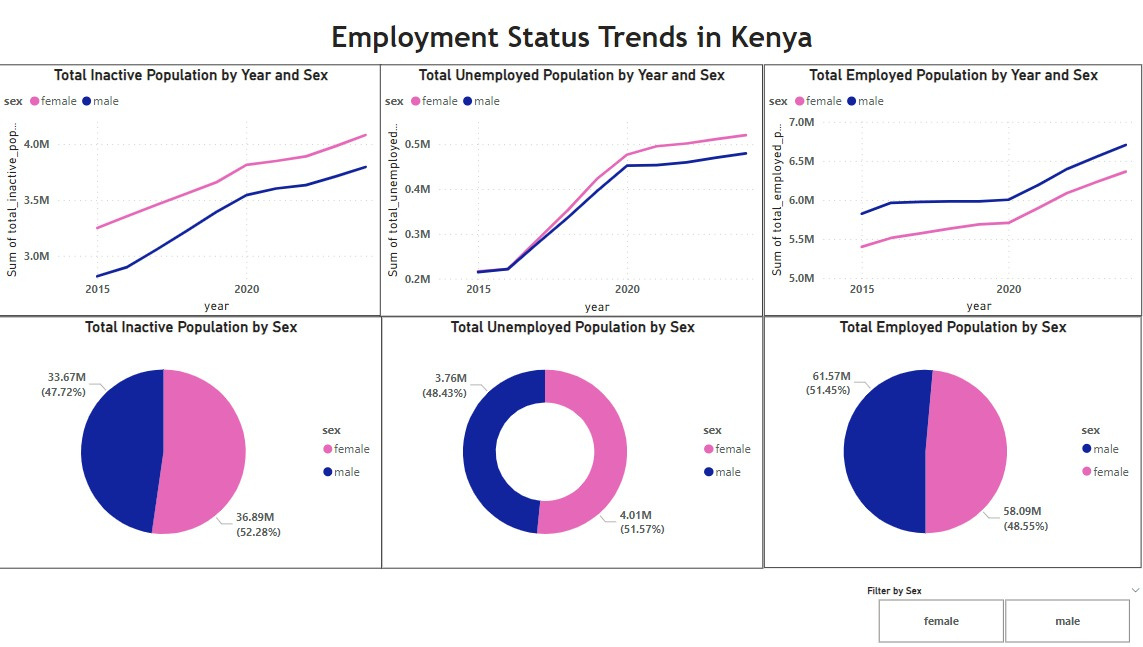 Employment Status Trends in Kenya
Total Inactive Population by Year and Sex
sex female male
Sum of total_inactive_pop...
4.0M
3.5M
3.0M
2015 2020
year
Total Unemployed Population by Year and Sex
sex female male
Sum of total_unemployed...
0.5M
0.4M
0.3M
0.2M
2015 2020
year
Total Employed Population by Year and Sex
sex female male
Sum of total_employed_p...
7.0M
6.5M
6.0M
5.5M
5.0M
2015 2020
year
Total Inactive Population by Sex
33.67M
(47.72%)
36.89M
(52.28%)
sex
female
male
Total Unemployed Population by Sex
3.76M
(48.43%)
4.01M
(51.57%)
sex
female
male
Total Employed Population by Sex
61.57M
(51.45%)
58.09M
(48.55%)
sex
male
female
Filter by Sex
female male